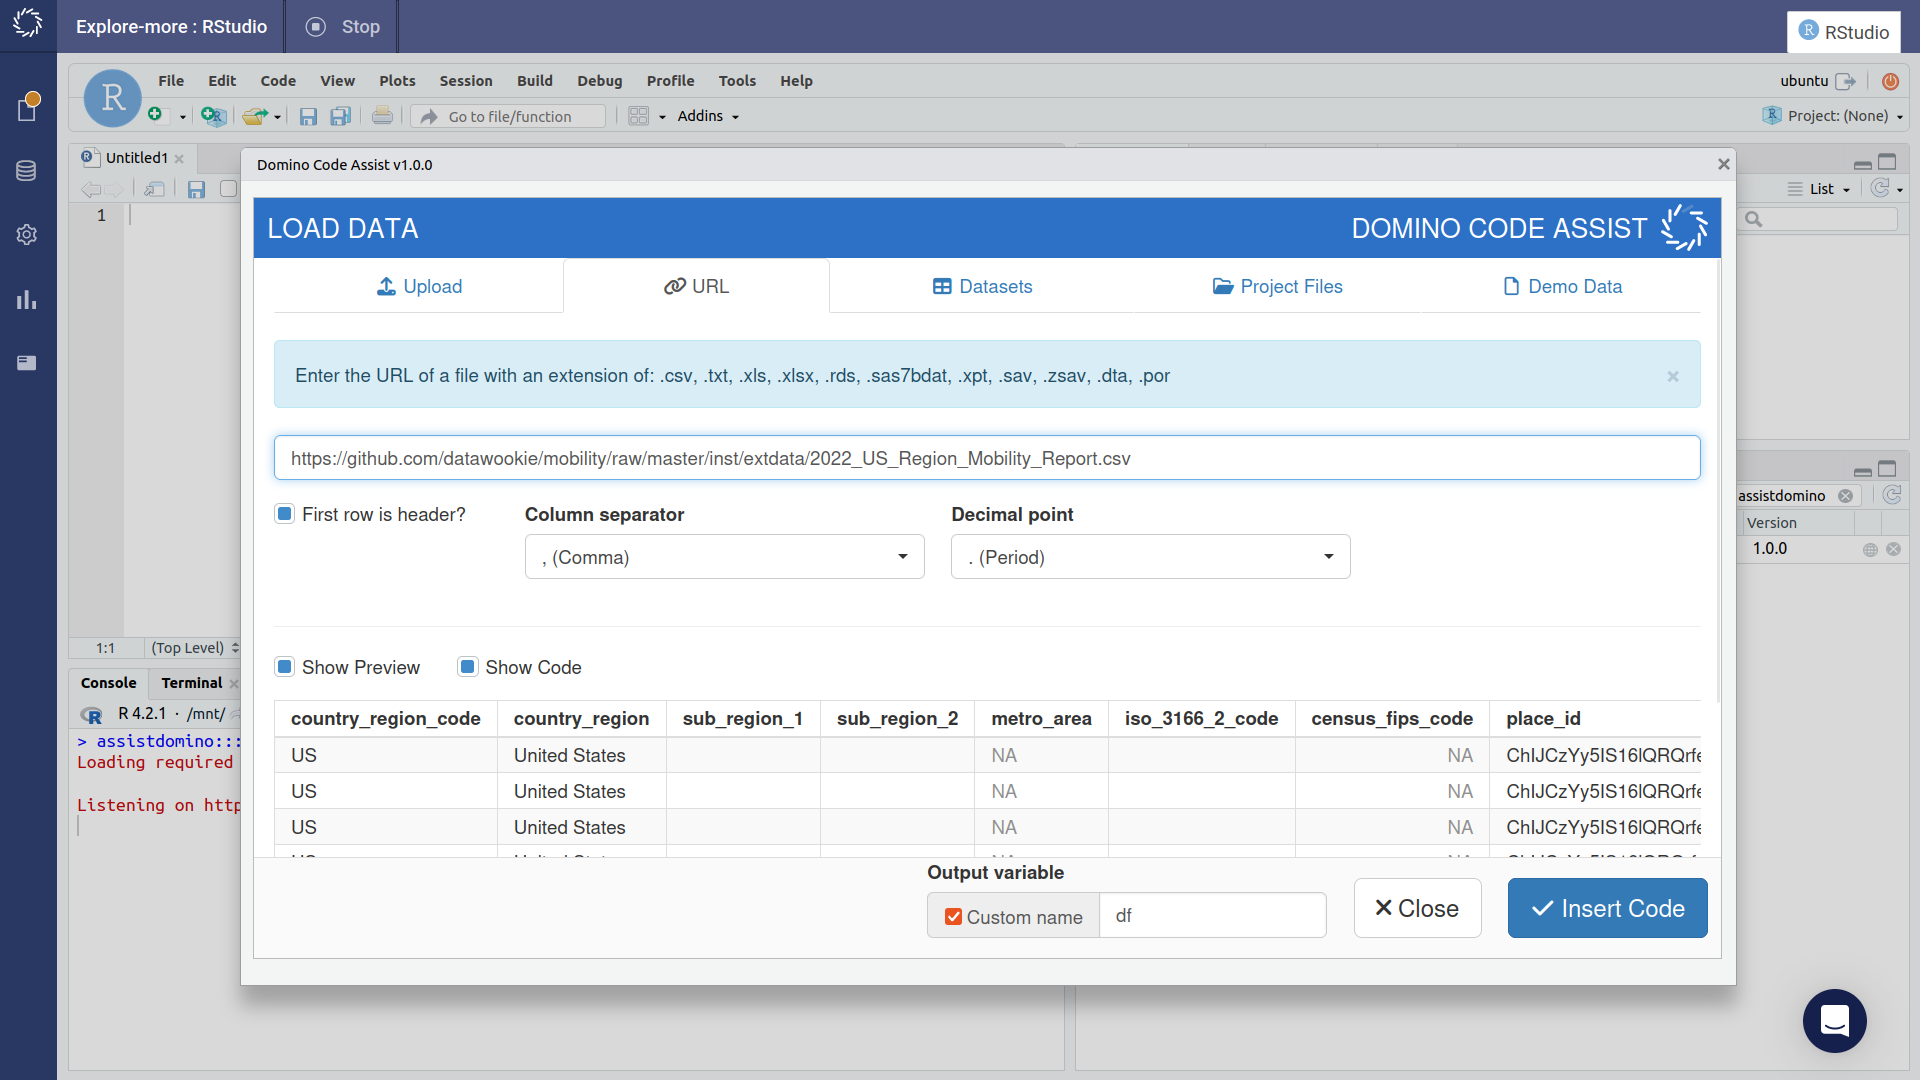 Explore-more : RStudio
Stop
RStudio
R
File Edit Code View Plots Session Build Debug Profile Tools Help
ubuntu
Go to file/function
Addins
Project: (None)
Untitled1
Domino Code Assist v1.0.0
List
1
LOAD DATA
DOMINO CODE ASSIST
Upload
URL
Datasets
Project Files
Demo Data
Enter the URL of a file with an extension of: .csv, .txt, .xls, .xlsx, .rds, .sas7bdat, .xpt, .sav, .zsav, .dta, .por
https://github.com/datawookie/mobility/raw/master/inst/extdata/2022_US_Region_Mobility_Report.csv
First row is header?
Column separator
Decimal point
, (Comma)
. (Period)
assistdomino
Version
1.0.0
1:1
(Top Level)
Show Preview
Show Code
Console
Terminal
R 4.2.1 · /mnt/
> assistdomino:::
Loading required
Listening on http
country_region_code country_region sub_region_1 sub_region_2 metro_area iso_3166_2_code census_fips_code place_id
US United States NA NA ChIJCzYy5IS16lQRQrfe
US United States NA NA ChIJCzYy5IS16lQRQrfe
US United States NA NA ChIJCzYy5IS16lQRQrfe
Output variable
Custom name
df
Close
Insert Code